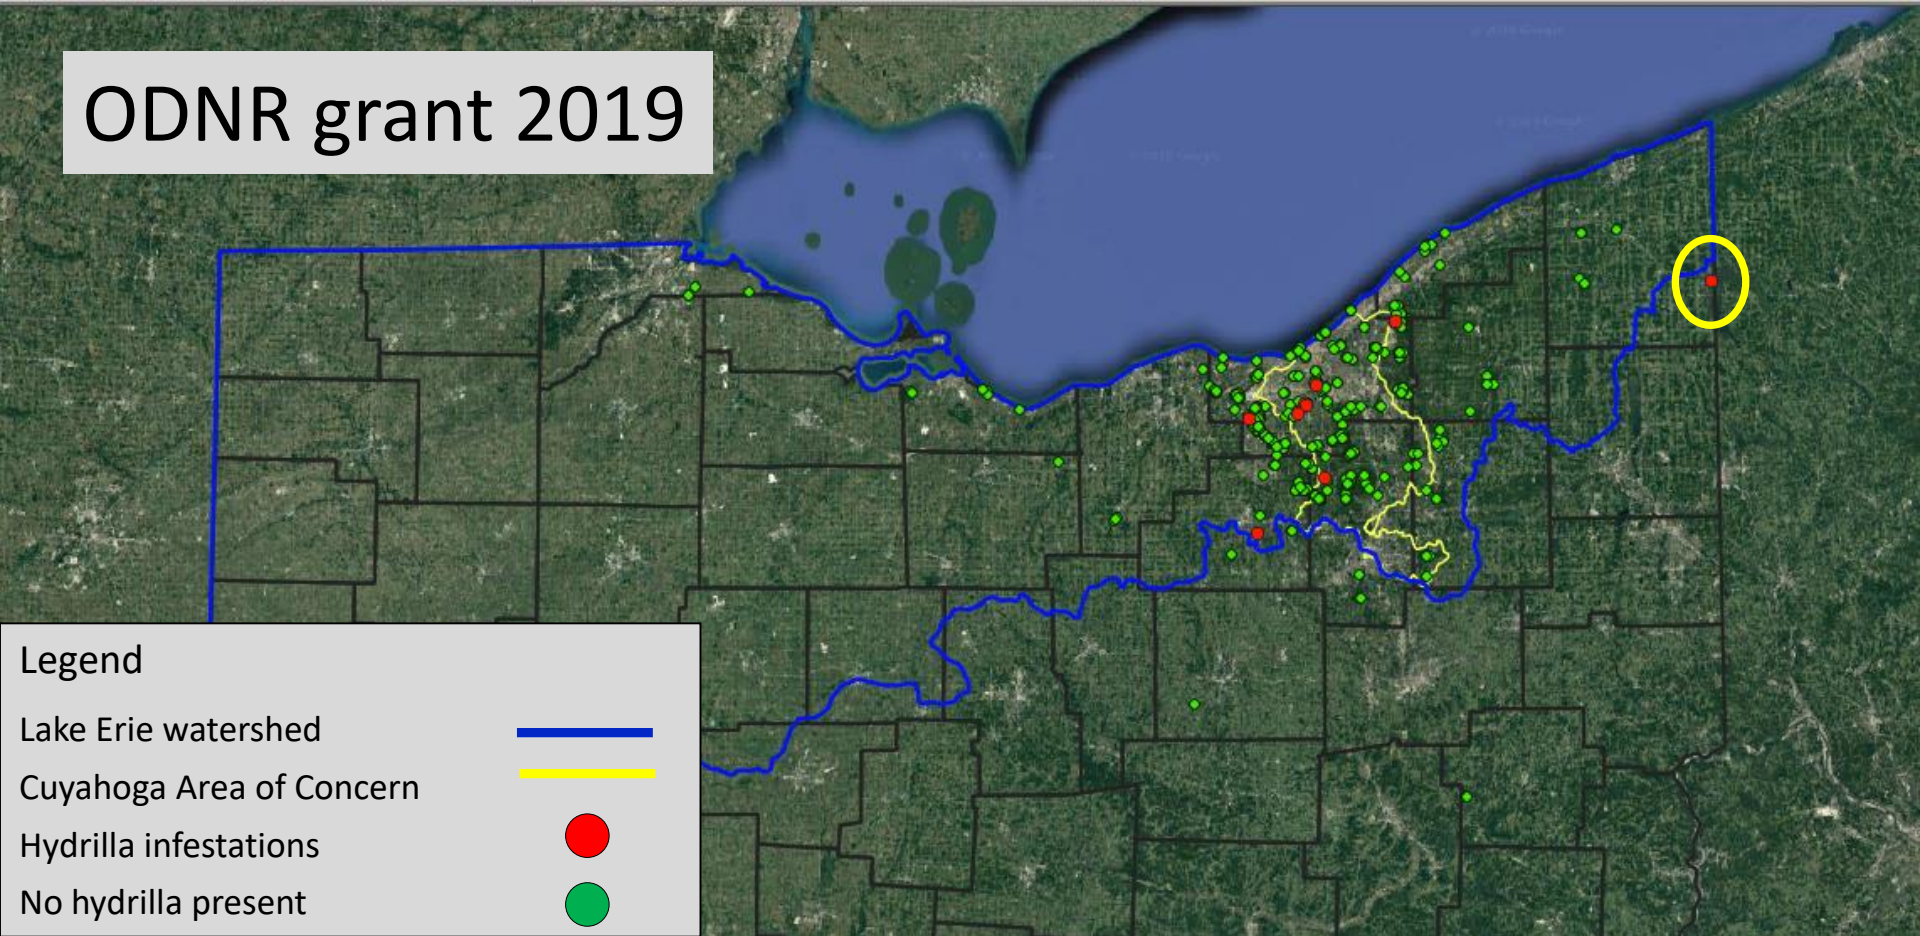 ODNR grant 2019
Legend
Lake Erie watershed
Cuyahoga Area of Concern
Hydrilla infestations
No hydrilla present